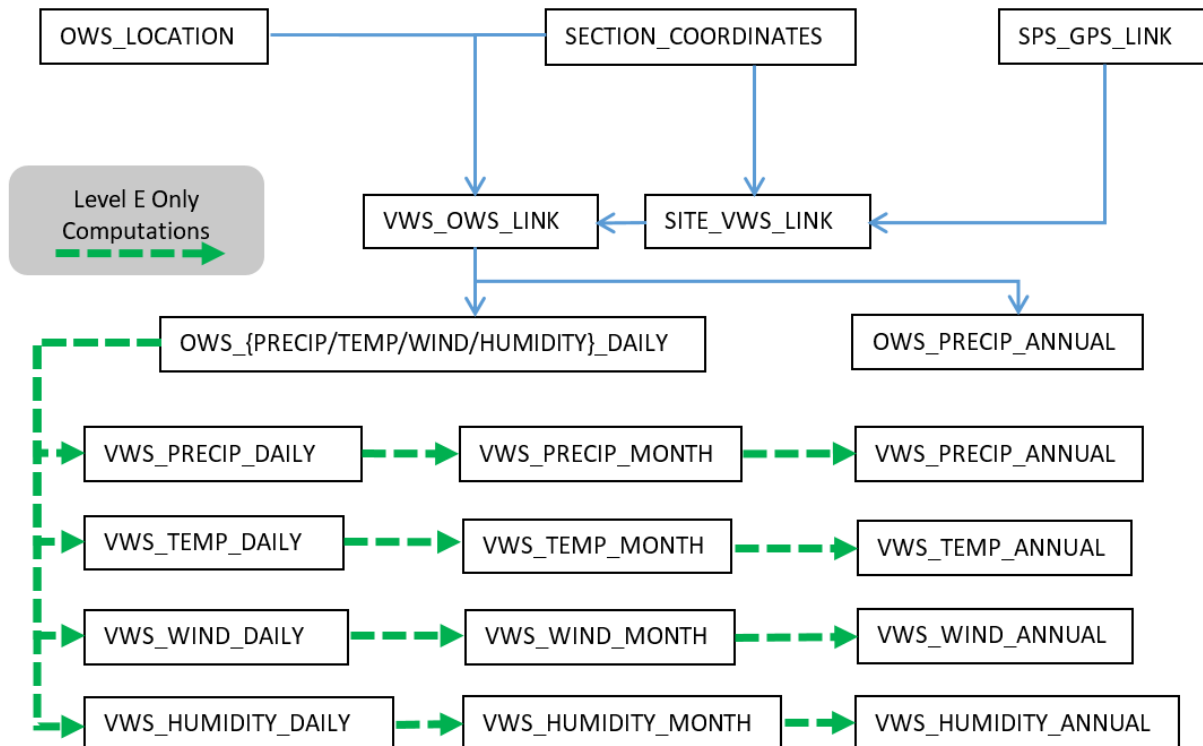 OWS_LOCATION
SECTION_COORDINATES
SPS_GPS_LINK
Level E Only
Computations
VWS_OWS_LINK
SITE_VWS_LINK
OWS_{PRECIP/TEMP/WIND/HUMIDITY}_DAILY
OWS_PRECIP_ANNUAL
VWS_PRECIP_DAILY
VWS_PRECIP_MONTH
VWS_PRECIP_ANNUAL
VWS_TEMP_DAILY
VWS_TEMP_MONTH
VWS_TEMP_ANNUAL
VWS_WIND_DAILY
VWS_WIND_MONTH
VWS_WIND_ANNUAL
VWS_HUMIDITY_DAILY
VWS_HUMIDITY_MONTH
VWS_HUMIDITY_ANNUAL